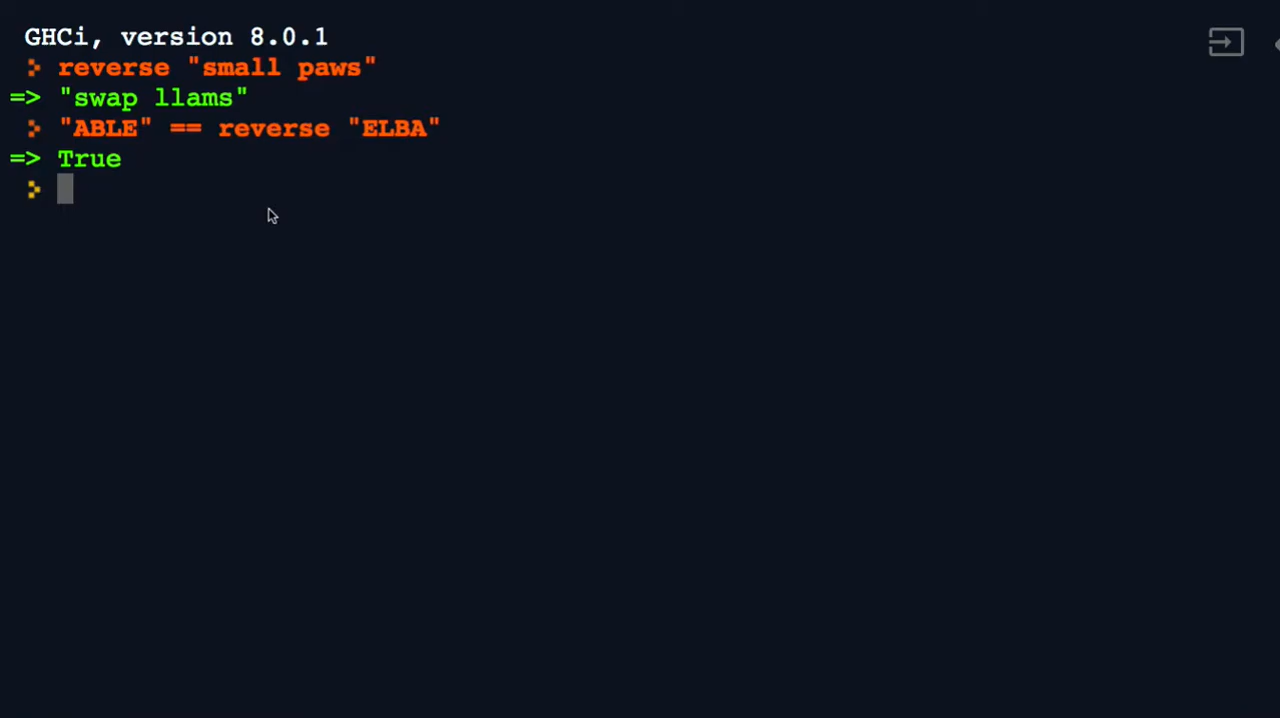 GHCi, version 8.0.1
> reverse "small paws"
=> "swap llams"
> "ABLE" == reverse "ELBA"
=> True
>